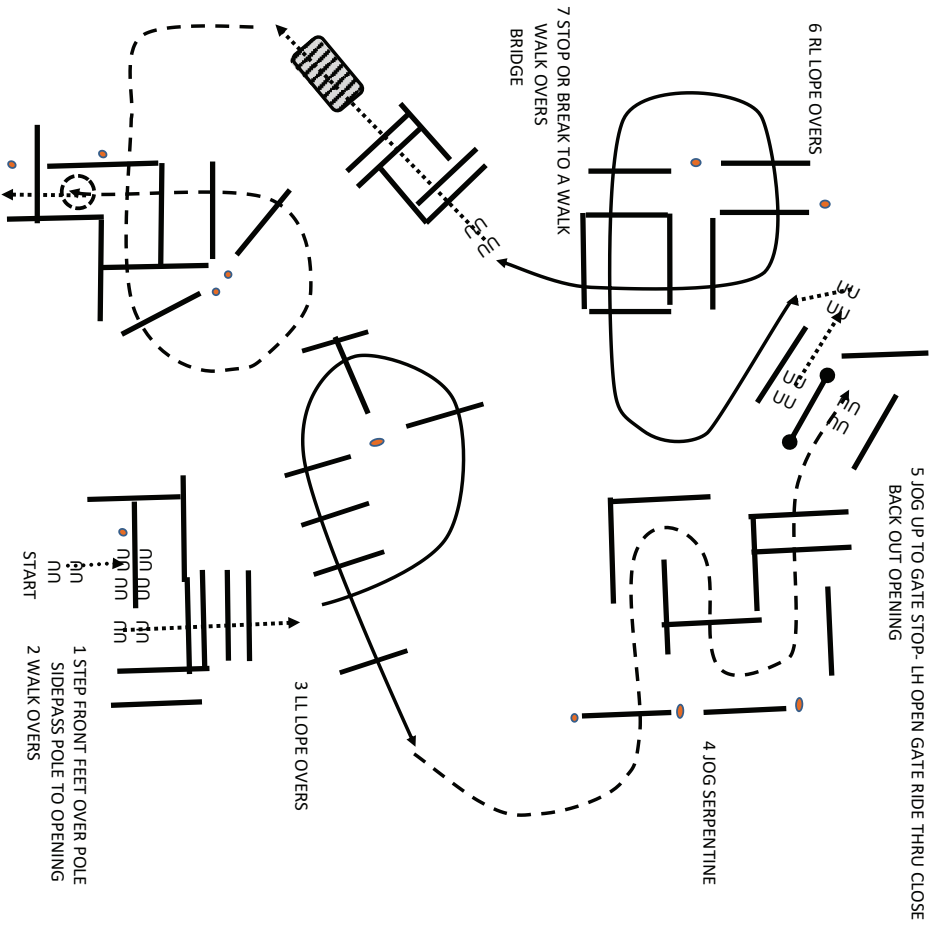 START
1 STEP FRONT FEET OVER POLE
SIDEPASS POLE TO OPENING
2 WALK OVERS
3 LL LOPE OVERS
4 JOG SERPENTINE
5 JOG UP TO GATE STOP- LH OPEN GATE RIDE THRU CLOSE
BACK OUT OPENING
6 RL LOPE OVERS
7 STOP OR BREAK TO A WALK
WALK OVERS
BRIDGE